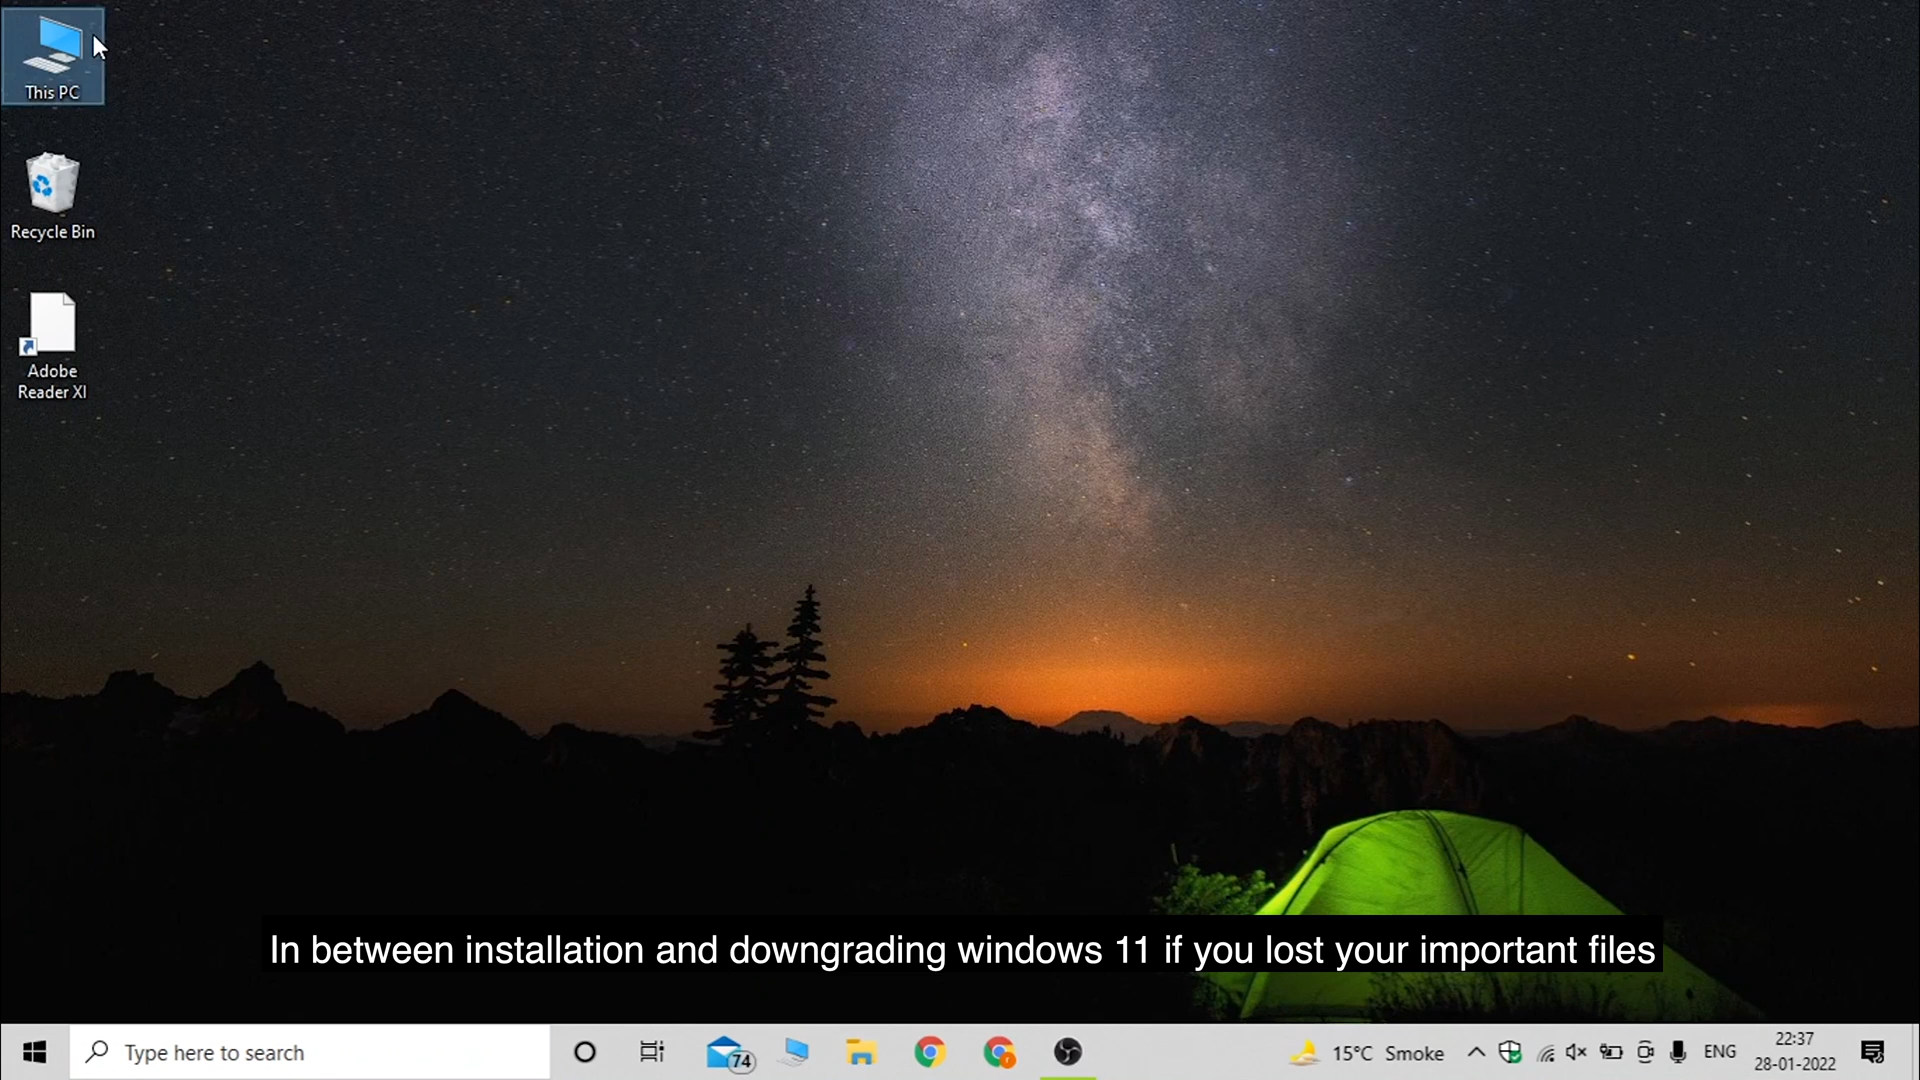 This PC
Recycle Bin
Adobe
Reader XI
In between installation and downgrading windows 11 if you lost your important files
Type here to search
74
15°C Smoke
ENG
22:37
28-01-2022